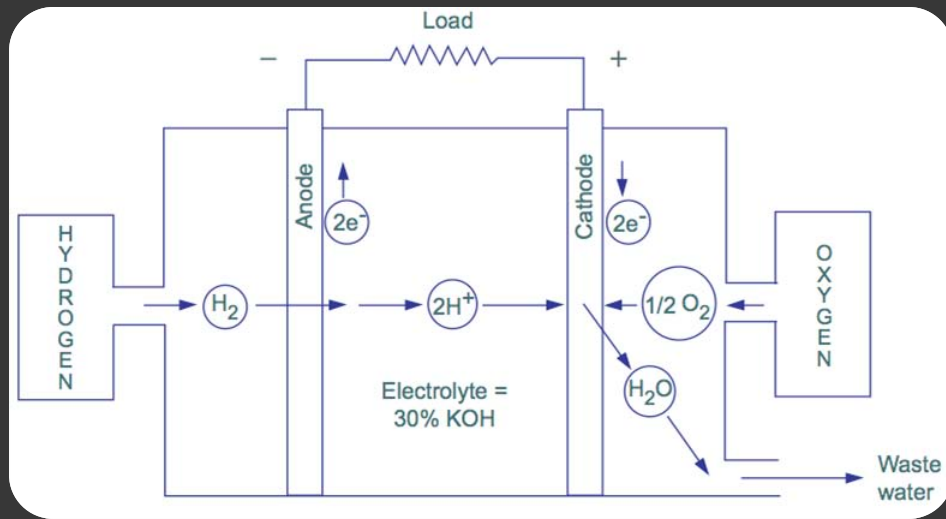 Load
−
+
HYDROGEN
Anode
2e⁻
Cathode
2e⁻
OXYGEN
H₂
2H⁺
1/2 O₂
Electrolyte =
30% KOH
H₂O
Waste
water